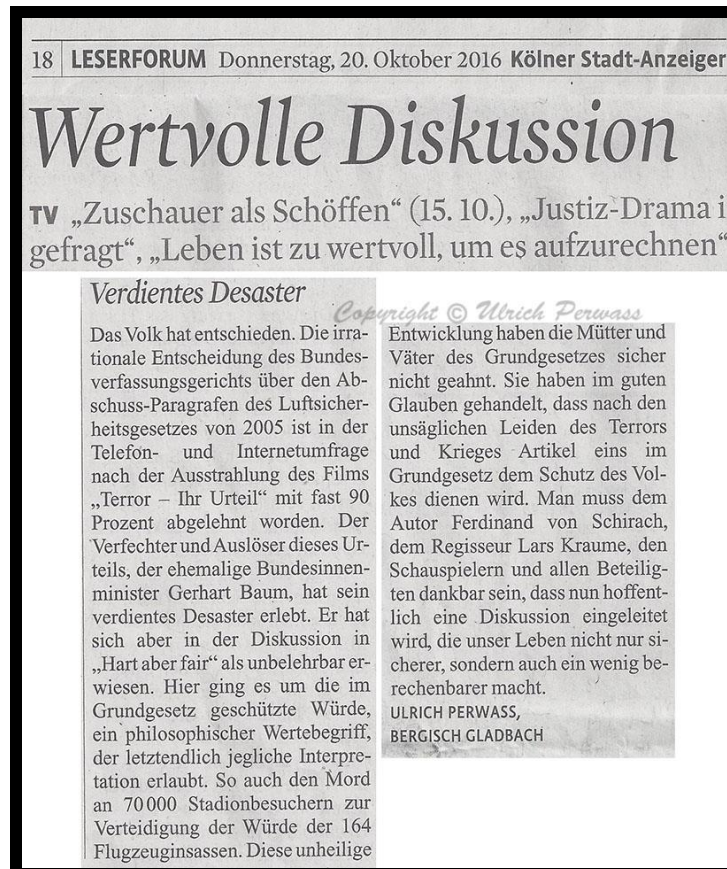 18 LESERFORUM Donnerstag, 20. Oktober 2016 Kölner Stadt-Anzeiger
Wertvolle Diskussion
TV „Zuschauer als Schöffen“ (15. 10.), „Justiz-Drama i
gefragt“, „Leben ist zu wertvoll, um es aufzurechnen“
Verdientes Desaster
Copyright © Ulrich Perwass
Das Volk hat entschieden. Die irra-
tionale Entscheidung des Bundes-
verfassungsgerichts über den Ab-
schuss-Paragrafen des Luftsicher-
heitsgesetzes von 2005 ist in der
Telefon- und Internetumfrage
nach der Ausstrahlung des Films
„Terror – Ihr Urteil“ mit fast 90
Prozent abgelehnt worden. Der
Verfechter und Auslöser dieses Ur-
teils, der ehemalige Bundesinnen-
minister Gerhart Baum, hat sein
verdientes Desaster erlebt. Er hat
sich aber in der Diskussion in
„Hart aber fair“ als unbelehrbar er-
wiesen. Hier ging es um die im
Grundgesetz geschützte Würde,
ein philosophischer Wertebegriff,
der letztendlich jegliche Interpre-
tation erlaubt. So auch den Mord
an 70 000 Stadionbesuchern zur
Verteidigung der Würde der 164
Flugzeuginsassen. Diese unheilige
Entwicklung haben die Mütter und
Väter des Grundgesetzes sicher
nicht geahnt. Sie haben im guten
Glauben gehandelt, dass nach den
unsäglichen Leiden des Terrors
und Krieges Artikel eins im
Grundgesetz dem Schutz des Vol-
kes dienen wird. Man muss dem
Autor Ferdinand von Schirach,
dem Regisseur Lars Kraume, den
Schauspielern und allen Beteilig-
ten dankbar sein, dass nun hoffent-
lich eine Diskussion eingeleitet
wird, die unser Leben nicht nur si-
cherer, sondern auch ein wenig be-
rechenbarer macht.
ULRICH PERWASS,
BERGISCH GLADBACH